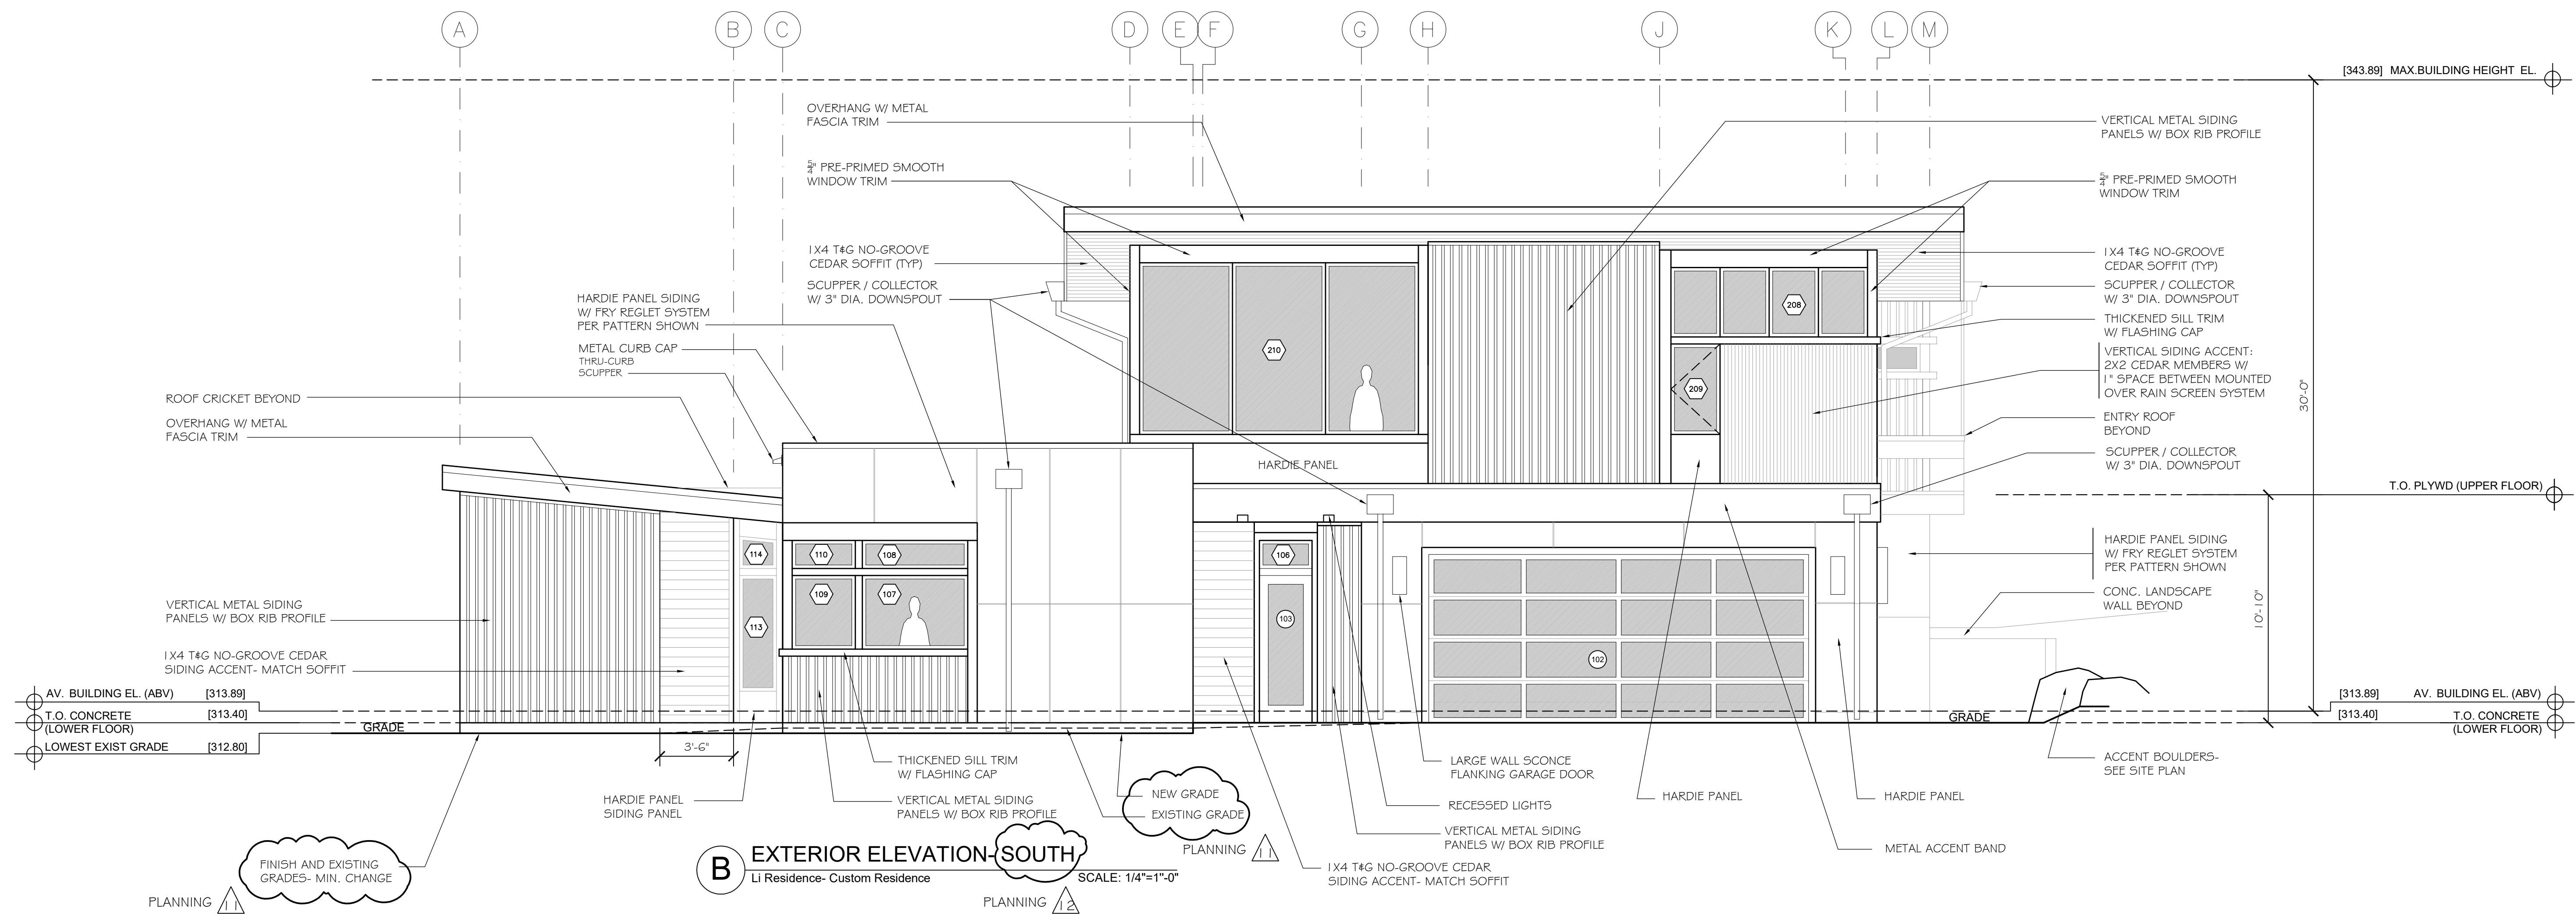 A
B
C
D
E
F
G
H
J
K
L
M
[343.89] MAX.BUILDING HEIGHT EL.
OVERHANG W/ METAL
FASCIA TRIM
5/4" PRE-PRIMED SMOOTH
WINDOW TRIM
1X4 T&G NO-GROOVE
CEDAR SOFFIT (TYP)
SCUPPER / COLLECTOR
W/ 3" DIA. DOWNSPOUT
HARDIE PANEL SIDING
W/ FRY REGLET SYSTEM
PER PATTERN SHOWN
METAL CURB CAP
THRU-CURB
SCUPPER
ROOF CRICKET BEYOND
OVERHANG W/ METAL
FASCIA TRIM
VERTICAL METAL SIDING
PANELS W/ BOX RIB PROFILE
1X4 T&G NO-GROOVE CEDAR
SIDING ACCENT- MATCH SOFFIT
AV. BUILDING EL. (ABV) [313.89]
T.O. CONCRETE [313.40]
(LOWER FLOOR)
LOWEST EXIST GRADE [312.80]
GRADE
3'-6"
210
208
209
HARDIE PANEL
114
110
108
109
107
113
106
103
102
VERTICAL METAL SIDING
PANELS W/ BOX RIB PROFILE
5/4" PRE-PRIMED SMOOTH
WINDOW TRIM
1X4 T&G NO-GROOVE
CEDAR SOFFIT (TYP)
SCUPPER / COLLECTOR
W/ 3" DIA. DOWNSPOUT
THICKENED SILL TRIM
W/ FLASHING CAP
VERTICAL SIDING ACCENT:
2X2 CEDAR MEMBERS W/
1" SPACE BETWEEN MOUNTED
OVER RAIN SCREEN SYSTEM
ENTRY ROOF
BEYOND
SCUPPER / COLLECTOR
W/ 3" DIA. DOWNSPOUT
30'-0"
T.O. PLYWD (UPPER FLOOR)
HARDIE PANEL SIDING
W/ FRY REGLET SYSTEM
PER PATTERN SHOWN
CONC. LANDSCAPE
WALL BEYOND
10'-10"
[313.89] AV. BUILDING EL. (ABV)
[313.40] T.O. CONCRETE
(LOWER FLOOR)
GRADE
ACCENT BOULDERS-
SEE SITE PLAN
THICKENED SILL TRIM
W/ FLASHING CAP
HARDIE PANEL
SIDING PANEL
VERTICAL METAL SIDING
PANELS W/ BOX RIB PROFILE
NEW GRADE
EXISTING GRADE
PLANNING 11
LARGE WALL SCONCE
FLANKING GARAGE DOOR
RECESSED LIGHTS
VERTICAL METAL SIDING
PANELS W/ BOX RIB PROFILE
1X4 T&G NO-GROOVE CEDAR
SIDING ACCENT- MATCH SOFFIT
HARDIE PANEL
HARDIE PANEL
METAL ACCENT BAND
FINISH AND EXISTING
GRADES- MIN. CHANGE
PLANNING 11
B
EXTERIOR ELEVATION-SOUTH
Li Residence- Custom Residence
SCALE: 1/4"=1"-0"
PLANNING 12